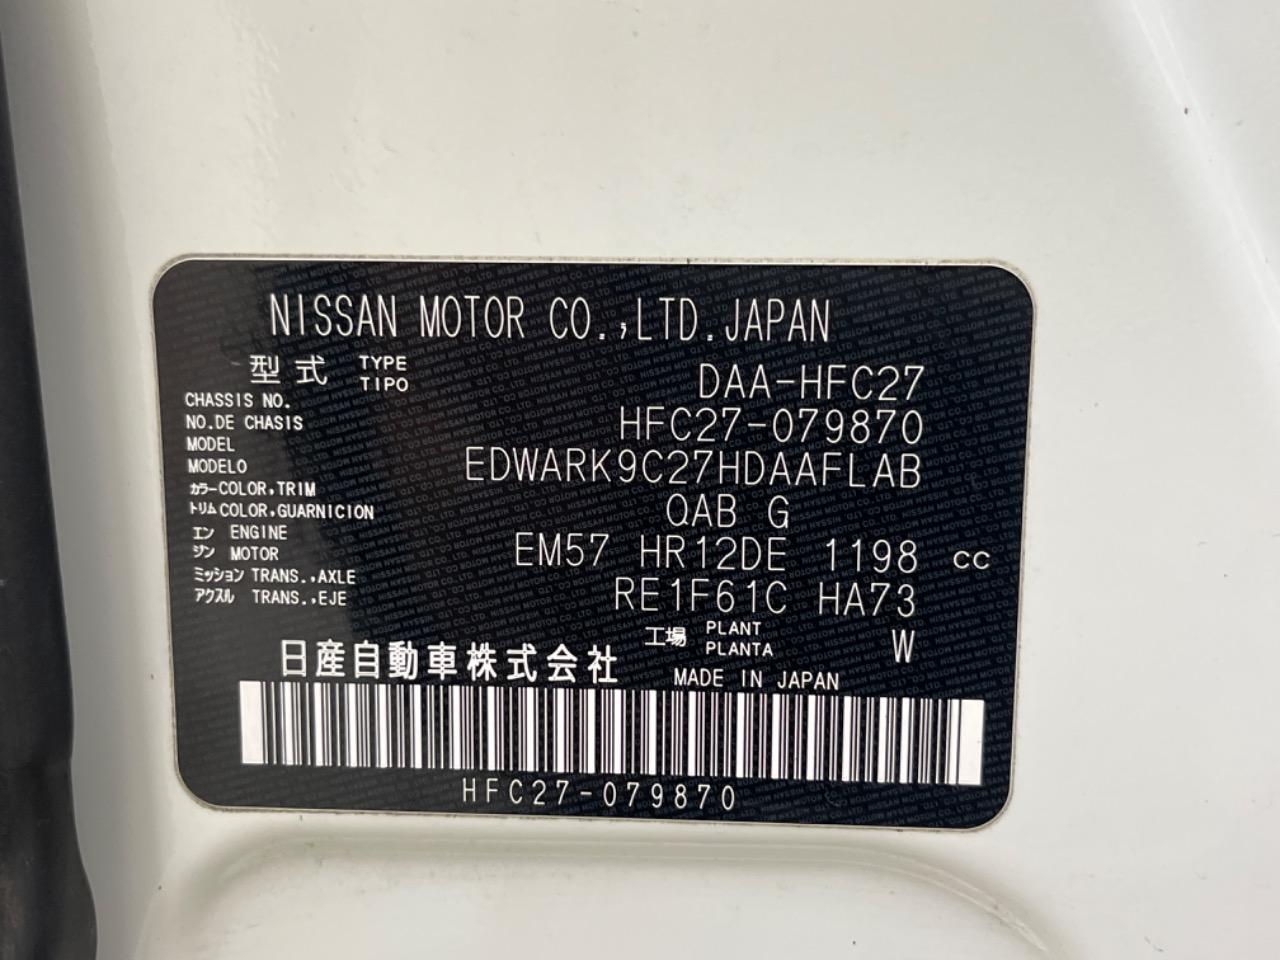 NISSAN MOTOR CO.,LTD.JAPAN
型式 TYPE TIPO DAA-HFC27
CHASSIS NO.
NO.DE CHASIS HFC27-079870
MODEL
MODELO EDWARK9C27HDAAFLAB
カラー COLOR,TRIM
トリム COLOR,GUARNICION QAB G
エン ENGINE
ジン MOTOR EM57 HR12DE 1198 cc
ミッション TRANS.,AXLE
アクスル TRANS.,EJE RE1F61C HA73
工場 PLANT PLANTA W
日産自動車株式会社 MADE IN JAPAN
HFC27-079870